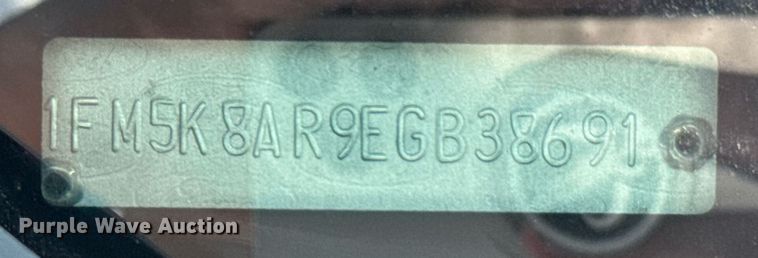 1FM5K8AR9EGB38691
Purple Wave Auction